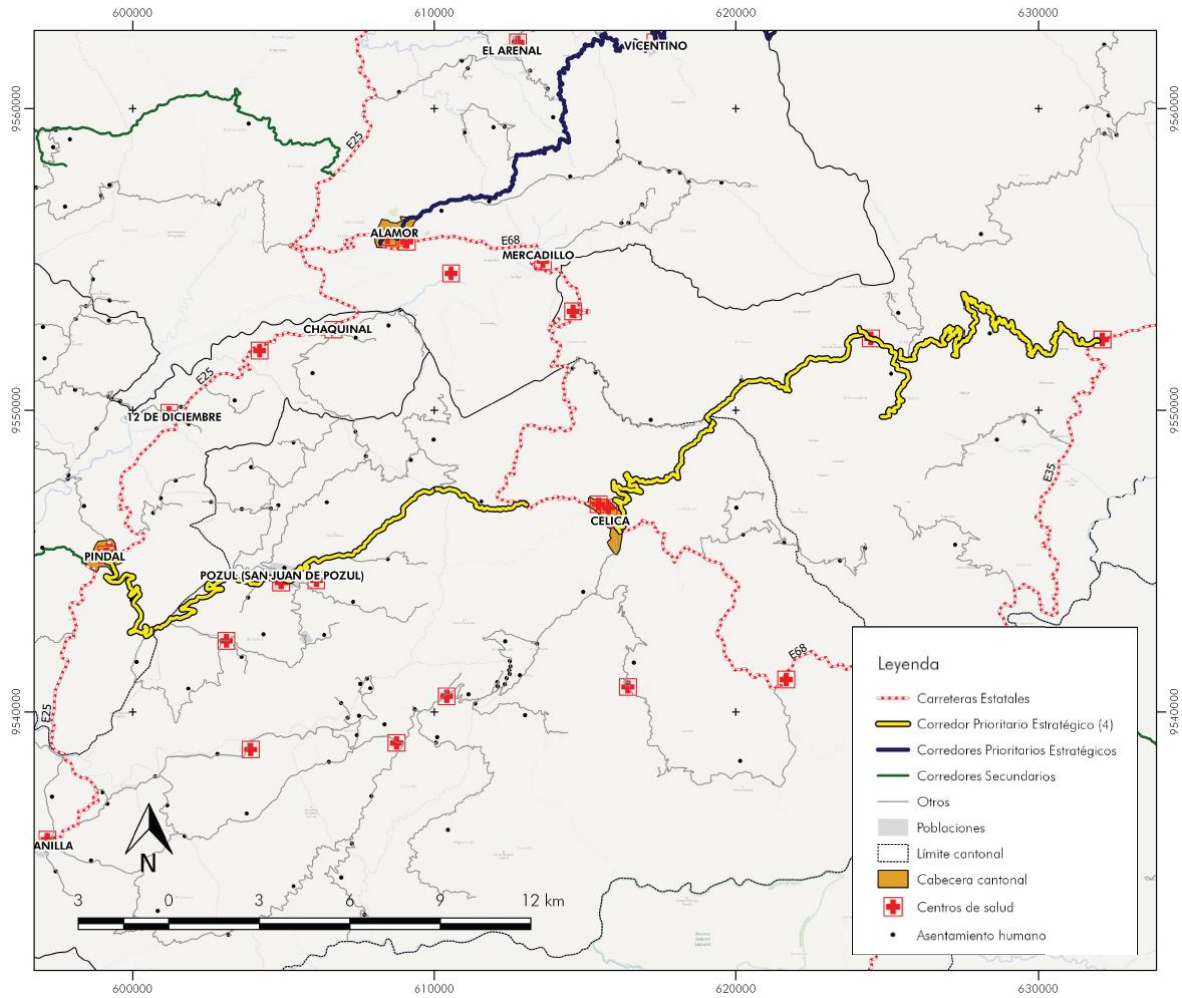 600000
610000
620000
630000
EL ARENAL
VICENTINO
9560000
9560000
E25
ALAMOR
E68
MERCADILLO
CHAQUINAL
E25
12 DE DICIEMBRE
9550000
9550000
E35
CELICA
PINDAL
POZUL (SAN JUAN DE POZUL)
E68
E25
9540000
9540000
ANILLA
N
3 0 3 6 9 12 km
Leyenda
Carreteras Estatales
Corredor Prioritario Estratégico (4)
Corredores Prioritarios Estratégicos
Corredores Secundarios
Otros
Poblaciones
Límite cantonal
Cabecera cantonal
Centros de salud
Asentamiento humano
600000
610000
620000
630000